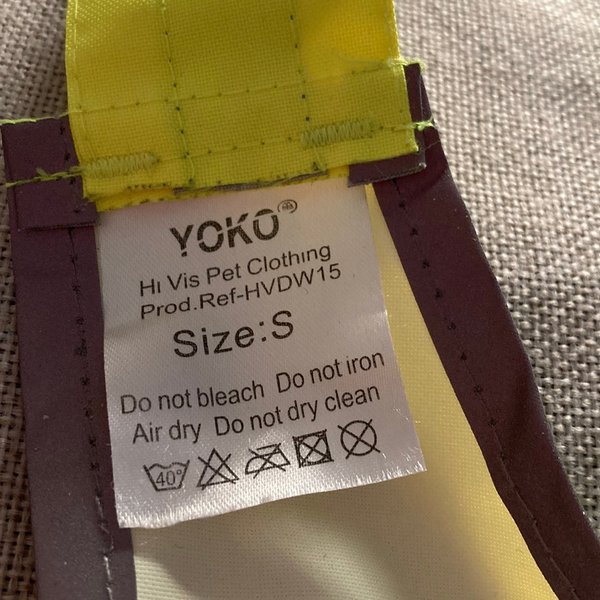 YOKO®
Hi Vis Pet Clothing
Prod.Ref-HVDW15
Size:S
Do not bleach Do not iron
Air dry Do not dry clean
40°